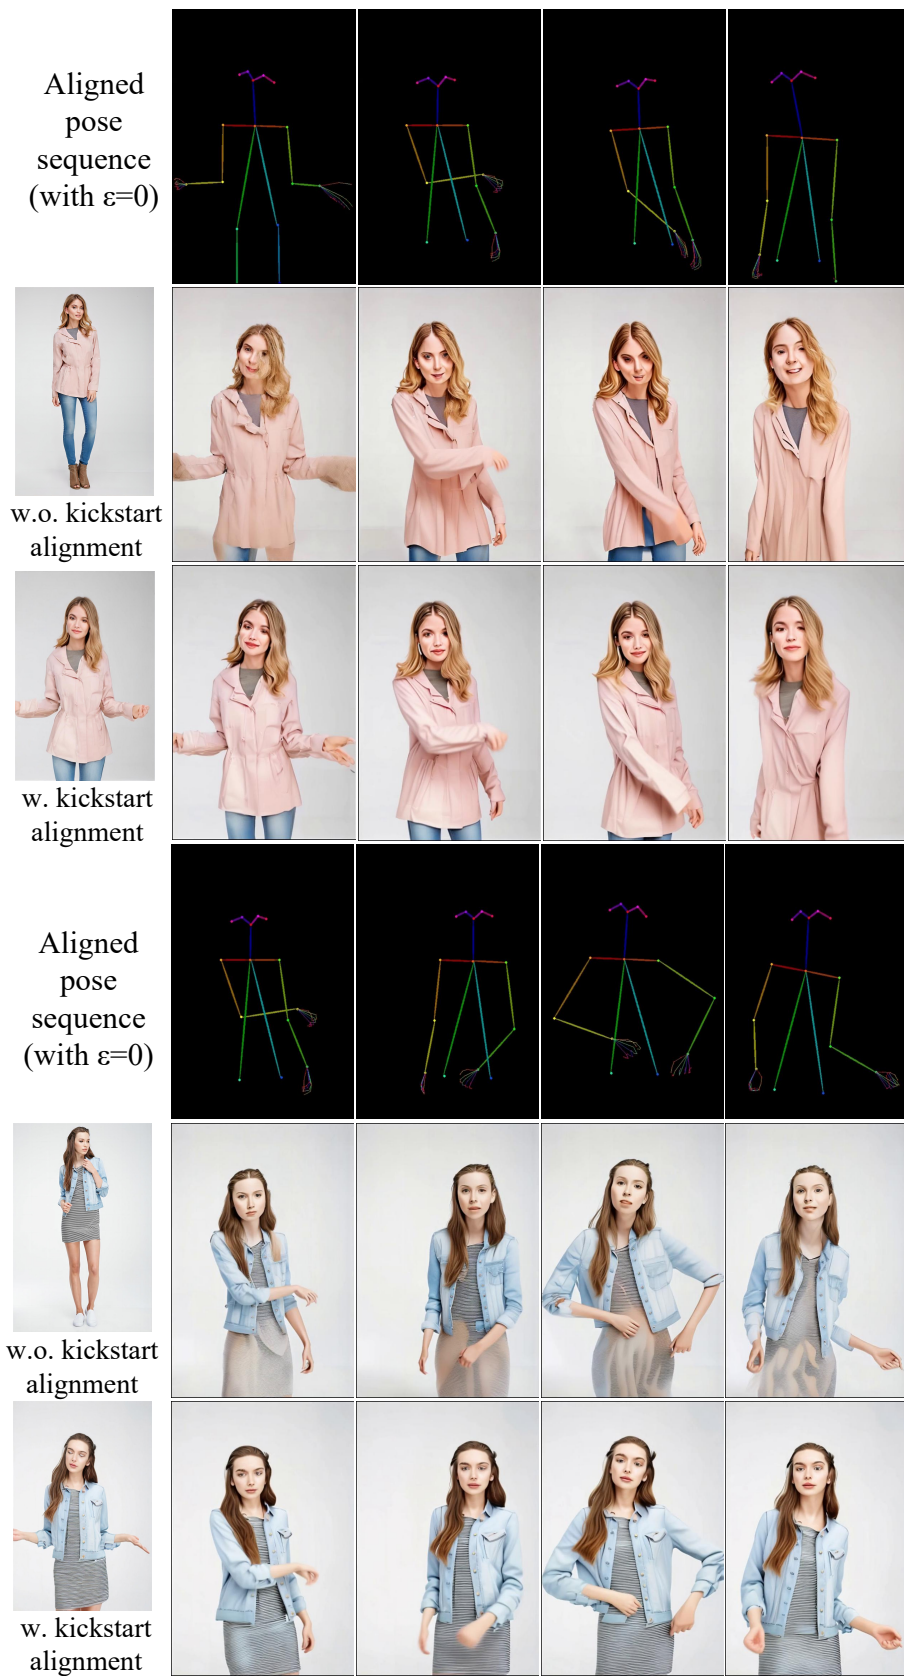 Aligned
pose
sequence
(with ε=0)
w.o. kickstart
alignment
w. kickstart
alignment
Aligned
pose
sequence
(with ε=0)
w.o. kickstart
alignment
w. kickstart
alignment